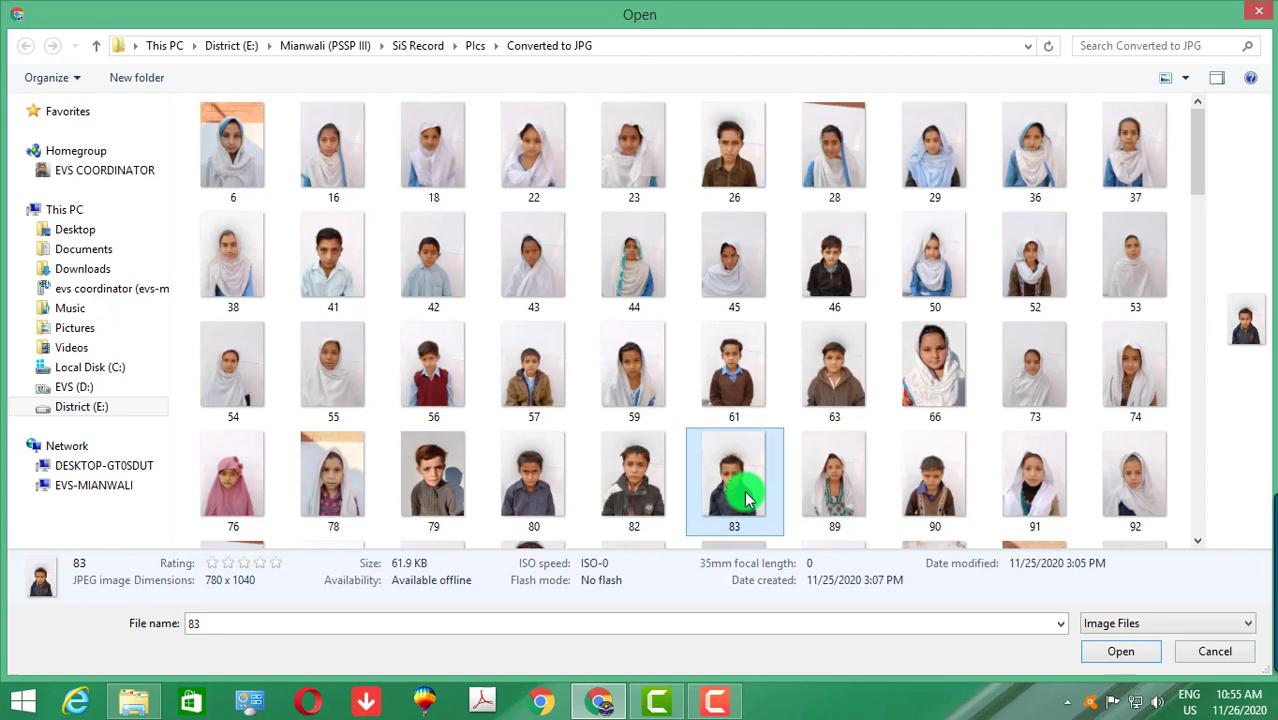 Open
This PC District (E:) Mianwali (PSSP III) SiS Record PIcs Converted to JPG
Search Converted to JPG
Organize New folder
Favorites
Homegroup
EVS COORDINATOR
This PC
Desktop
Documents
Downloads
evs coordinator (evs-m
Music
Pictures
Videos
Local Disk (C:)
EVS (D:)
District (E:)
Network
DESKTOP-GT0SDUT
EVS-MIANWALI
6 16 18 22 23 26 28 29 36 37
38 41 42 43 44 45 46 50 52 53
54 55 56 57 59 61 63 66 73 74
76 78 79 80 82 83 89 90 91 92
83 Rating: Size: 61.9 KB ISO speed: ISO-0 35mm focal length: 0 Date modified: 11/25/2020 3:05 PM
JPEG image Dimensions: 780 x 1040 Availability: Available offline Flash mode: No flash Date created: 11/25/2020 3:07 PM
File name: 83 Image Files
Open Cancel
ENG 10:55 AM
US 11/26/2020